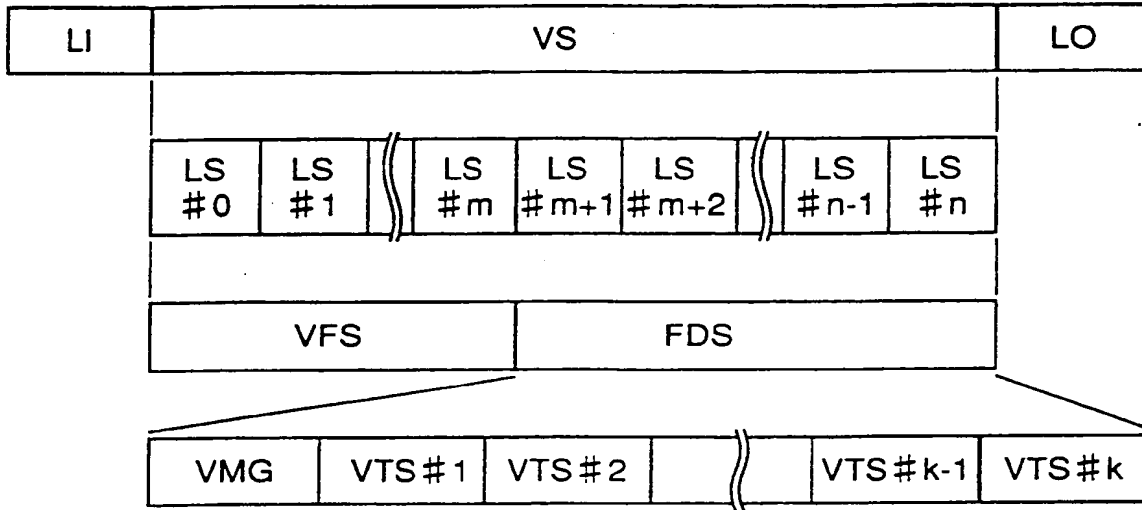 LI VS LO
LS #0 LS #1 LS #m LS #m+1 LS #m+2 LS #n-1 LS #n
VFS FDS
VMG VTS#1 VTS#2 VTS#k-1 VTS#k